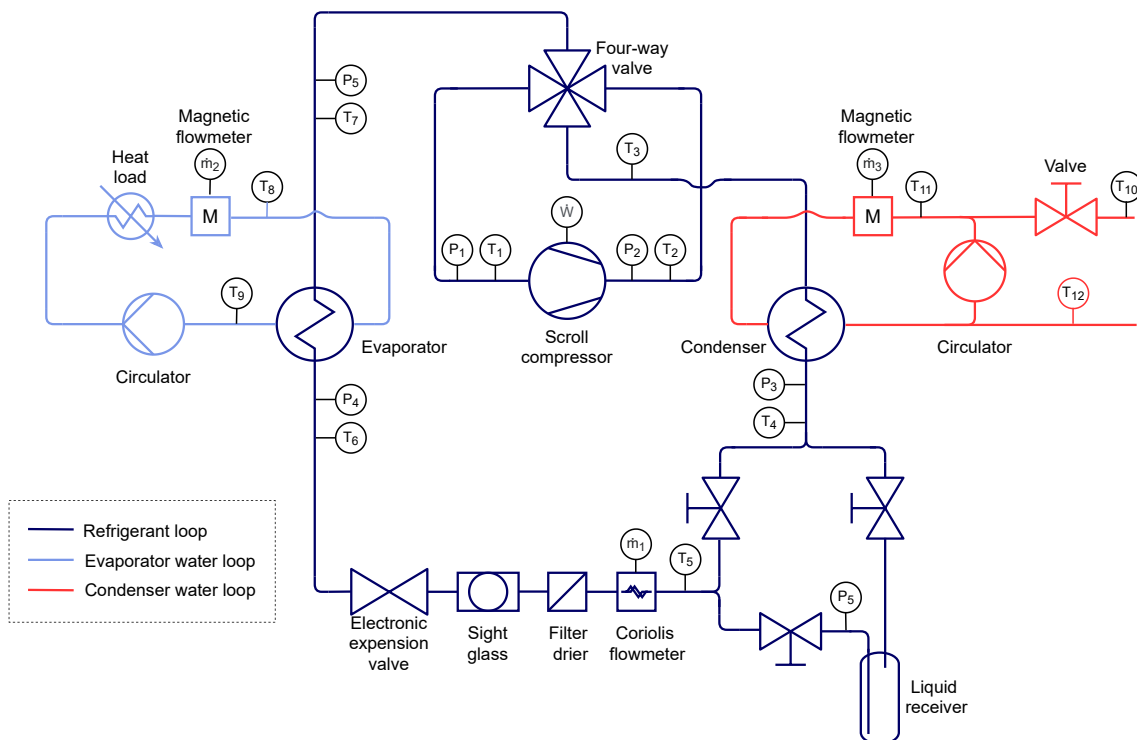 Four-way
valve
P5
T7
Magnetic
flowmeter
ṁ2
Heat
load
M
T8
T3
Magnetic
flowmeter
ṁ3
M
T11
Valve
T10
Ẇ
P1
T1
P2
T2
T9
T12
Evaporator
Scroll
compressor
Condenser
Circulator
Circulator
P4
T6
P3
T4
Refrigerant loop
Evaporator water loop
Condenser water loop
ṁ1
T5
P5
Electronic
expension
valve
Sight
glass
Filter
drier
Coriolis
flowmeter
Liquid
receiver